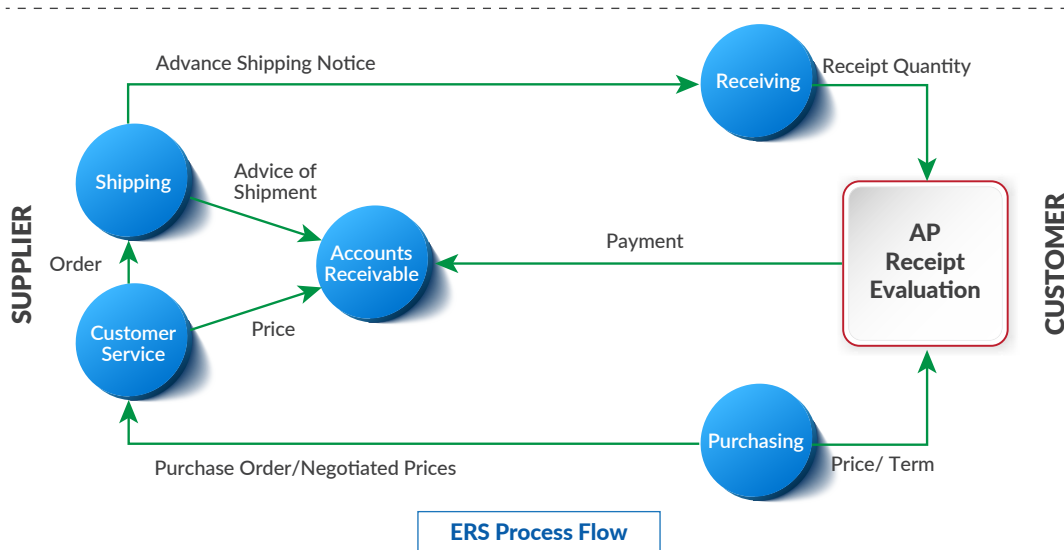 Advance Shipping Notice
Receiving
Receipt Quantity
Shipping
Advice of
Shipment
SUPPLIER
Order
Accounts
Receivable
Payment
AP
Receipt
Evaluation
CUSTOMER
Customer
Service
Price
Purchasing
Purchase Order/Negotiated Prices
Price/ Term
ERS Process Flow